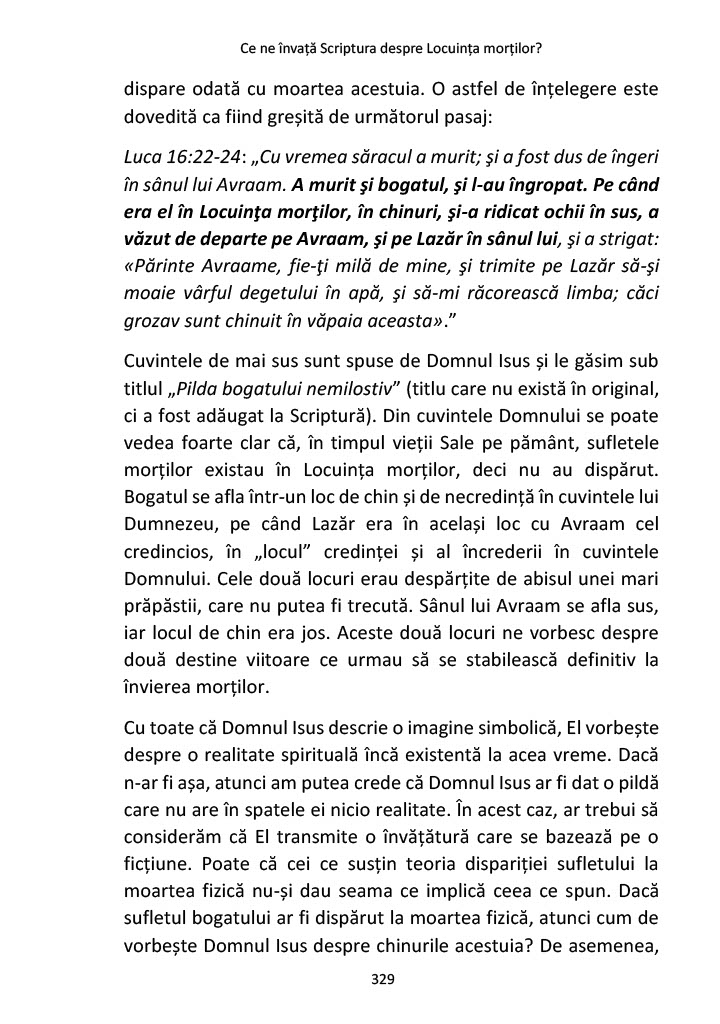 Ce ne învață Scriptura despre Locuința morților?
dispare odată cu moartea acestuia. O astfel de înțelegere este
dovedită ca fiind greșită de următorul pasaj:
Luca 16:22-24: „Cu vremea săracul a murit; şi a fost dus de îngeri
în sânul lui Avraam. A murit şi bogatul, şi l-au îngropat. Pe când
era el în Locuinţa morţilor, în chinuri, şi-a ridicat ochii în sus, a
văzut de departe pe Avraam, şi pe Lazăr în sânul lui, şi a strigat:
«Părinte Avraame, fie-ţi milă de mine, şi trimite pe Lazăr să-şi
moaie vârful degetului în apă, şi să-mi răcorească limba; căci
grozav sunt chinuit în văpaia aceasta».”
Cuvintele de mai sus sunt spuse de Domnul Isus și le găsim sub
titlul „Pilda bogatului nemilostiv” (titlu care nu există în original,
ci a fost adăugat la Scriptură). Din cuvintele Domnului se poate
vedea foarte clar că, în timpul vieții Sale pe pământ, sufletele
morților existau în Locuința morților, deci nu au dispărut.
Bogatul se afla într-un loc de chin și de necredință în cuvintele lui
Dumnezeu, pe când Lazăr era în același loc cu Avraam cel
credincios, în „locul” credinței și al încrederii în cuvintele
Domnului. Cele două locuri erau despărțite de abisul unei mari
prăpăstii, care nu putea fi trecută. Sânul lui Avraam se afla sus,
iar locul de chin era jos. Aceste două locuri ne vorbesc despre
două destine viitoare ce urmau să se stabilească definitiv la
învierea morților.
Cu toate că Domnul Isus descrie o imagine simbolică, El vorbește
despre o realitate spirituală încă existentă la acea vreme. Dacă
n-ar fi așa, atunci am putea crede că Domnul Isus ar fi dat o pildă
care nu are în spatele ei nicio realitate. În acest caz, ar trebui să
considerăm că El transmite o învățătură care se bazează pe o
ficțiune. Poate că cei ce susțin teoria dispariției sufletului la
moartea fizică nu-și dau seama ce implică ceea ce spun. Dacă
sufletul bogatului ar fi dispărut la moartea fizică, atunci cum de
vorbește Domnul Isus despre chinurile acestuia? De asemenea,
329